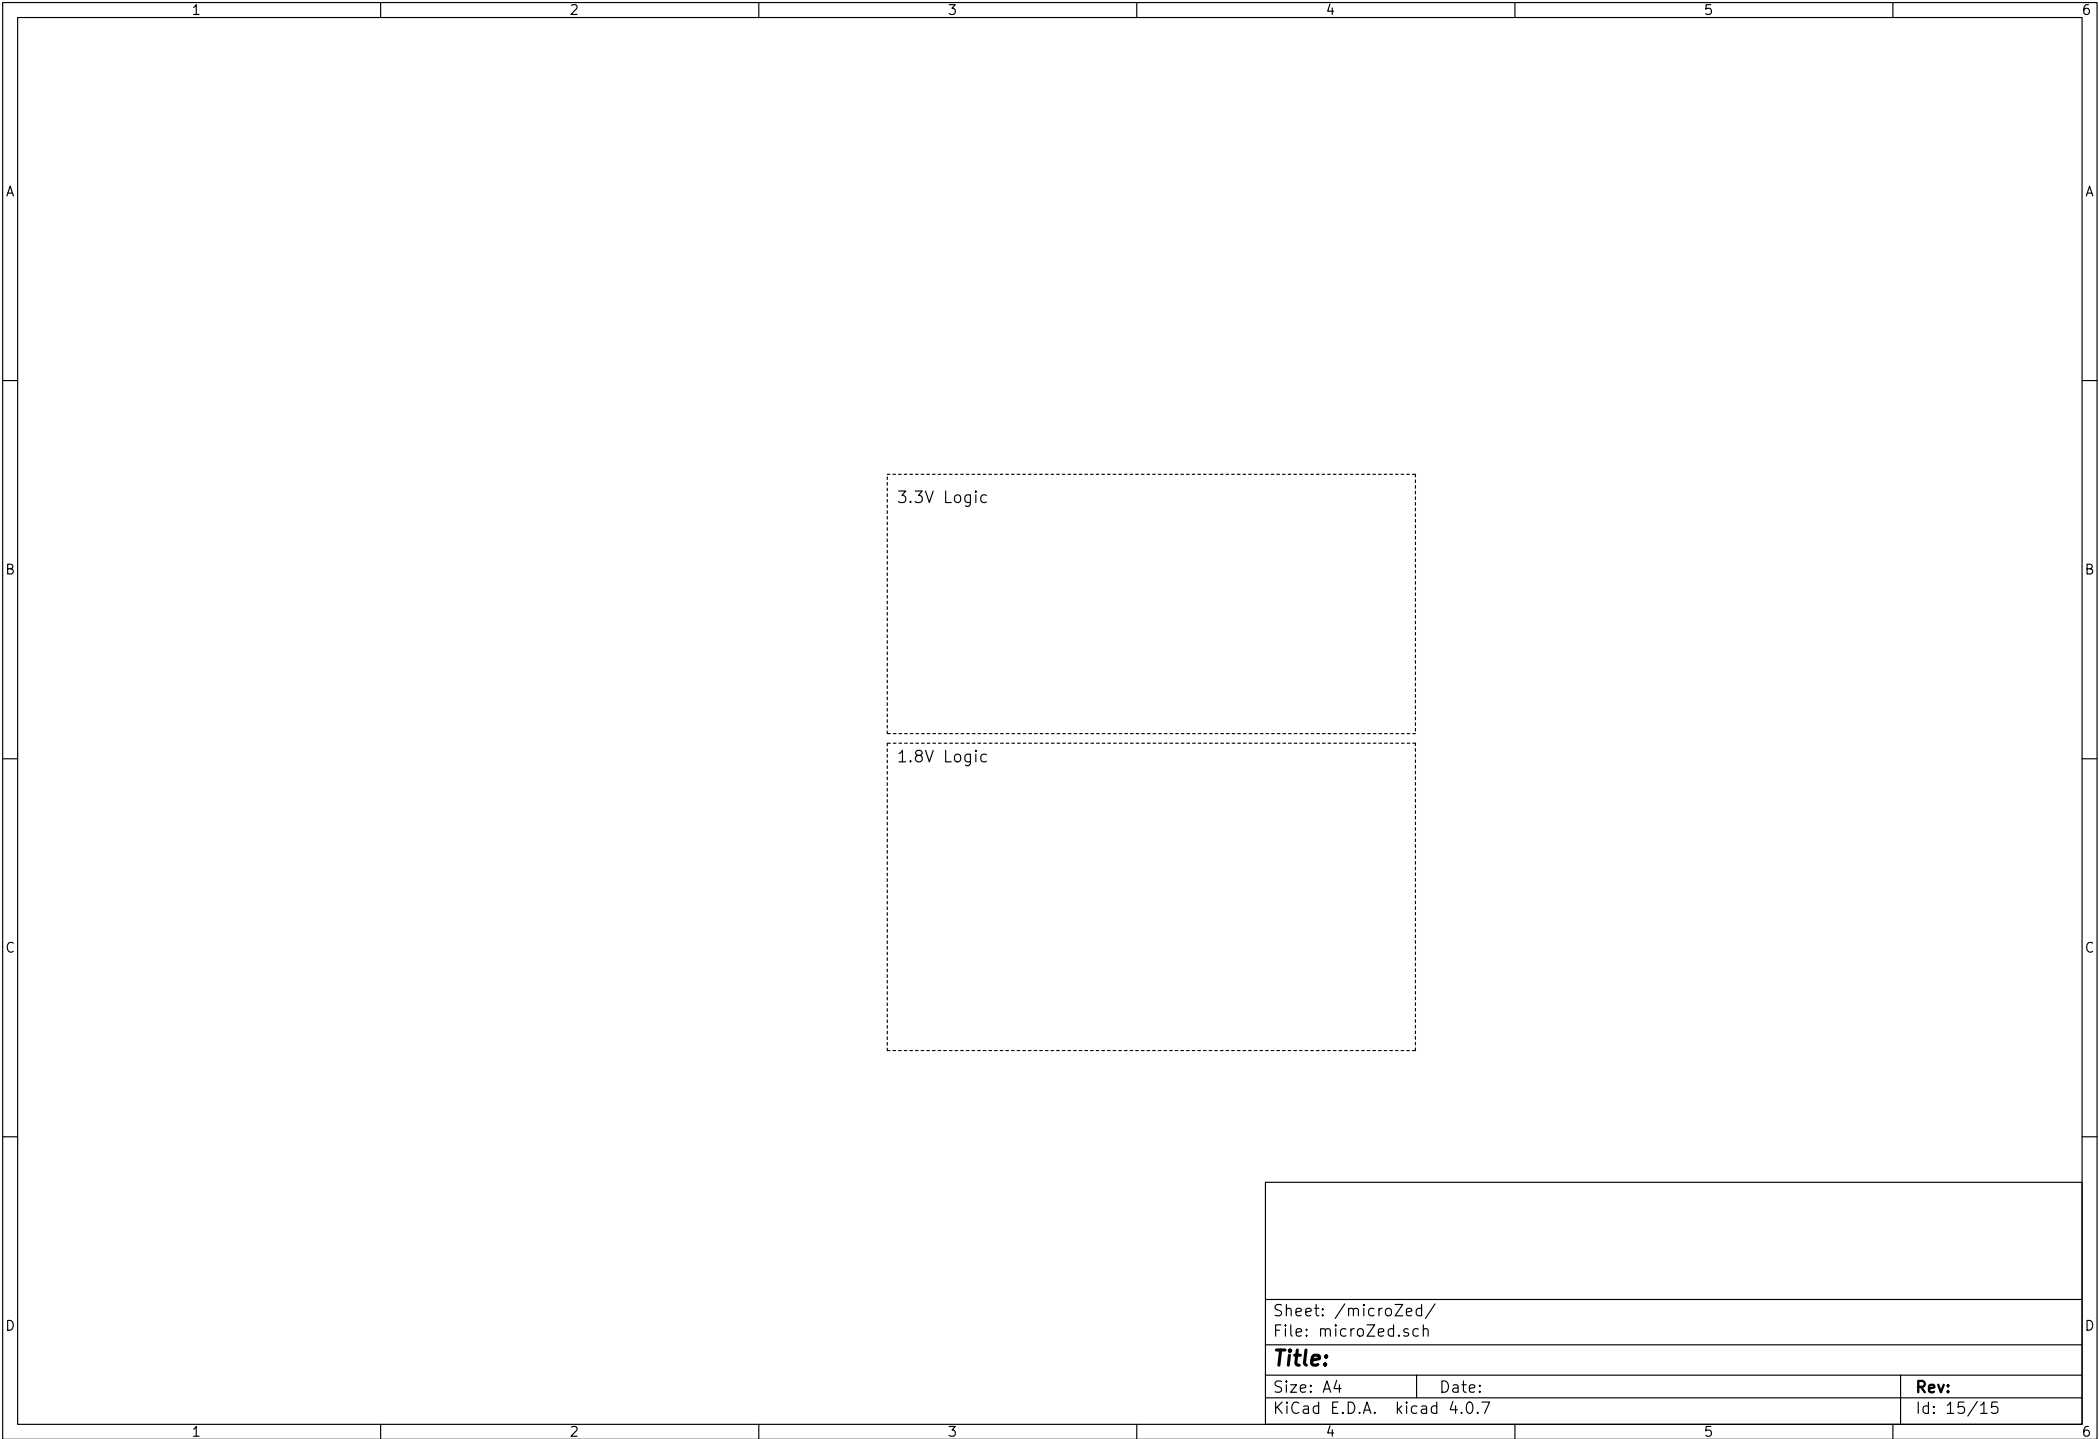 1 2 3 4 5 6
A A
B B
3.3V Logic
1.8V Logic
C C
Sheet: /microZed/
File: microZed.sch
D D
Title:
Size: A4 Date: Rev:
KiCad E.D.A. kicad 4.0.7 Id: 15/15
1 2 3 4 5 6